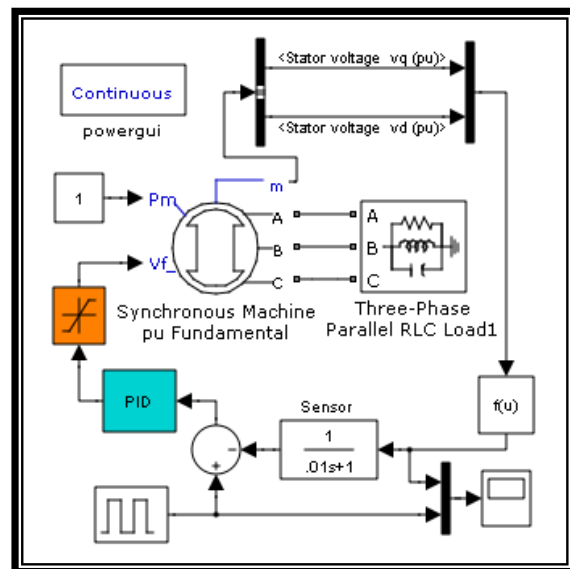 <Stator voltage vq (pu)>
Continuous
powergui
<Stator voltage vd (pu)>
m
1
Pm
A
A
B
B
Vf_
C
C
Synchronous Machine
pu Fundamental
Three-Phase
Parallel RLC Load1
PID
Sensor
1
.01s+1
f(u)
-
+